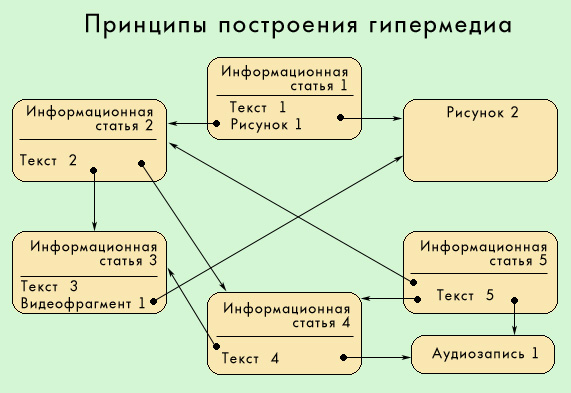 Принципы построения гипермедиа
Информационная
статья 1
Текст 1
Рисунок 1
Информационная
статья 2
Текст 2
Рисунок 2
Информационная
статья 3
Текст 3
Видеофрагмент 1
Информационная
статья 4
Текст 4
Информационная
статья 5
Текст 5
Аудиозапись 1